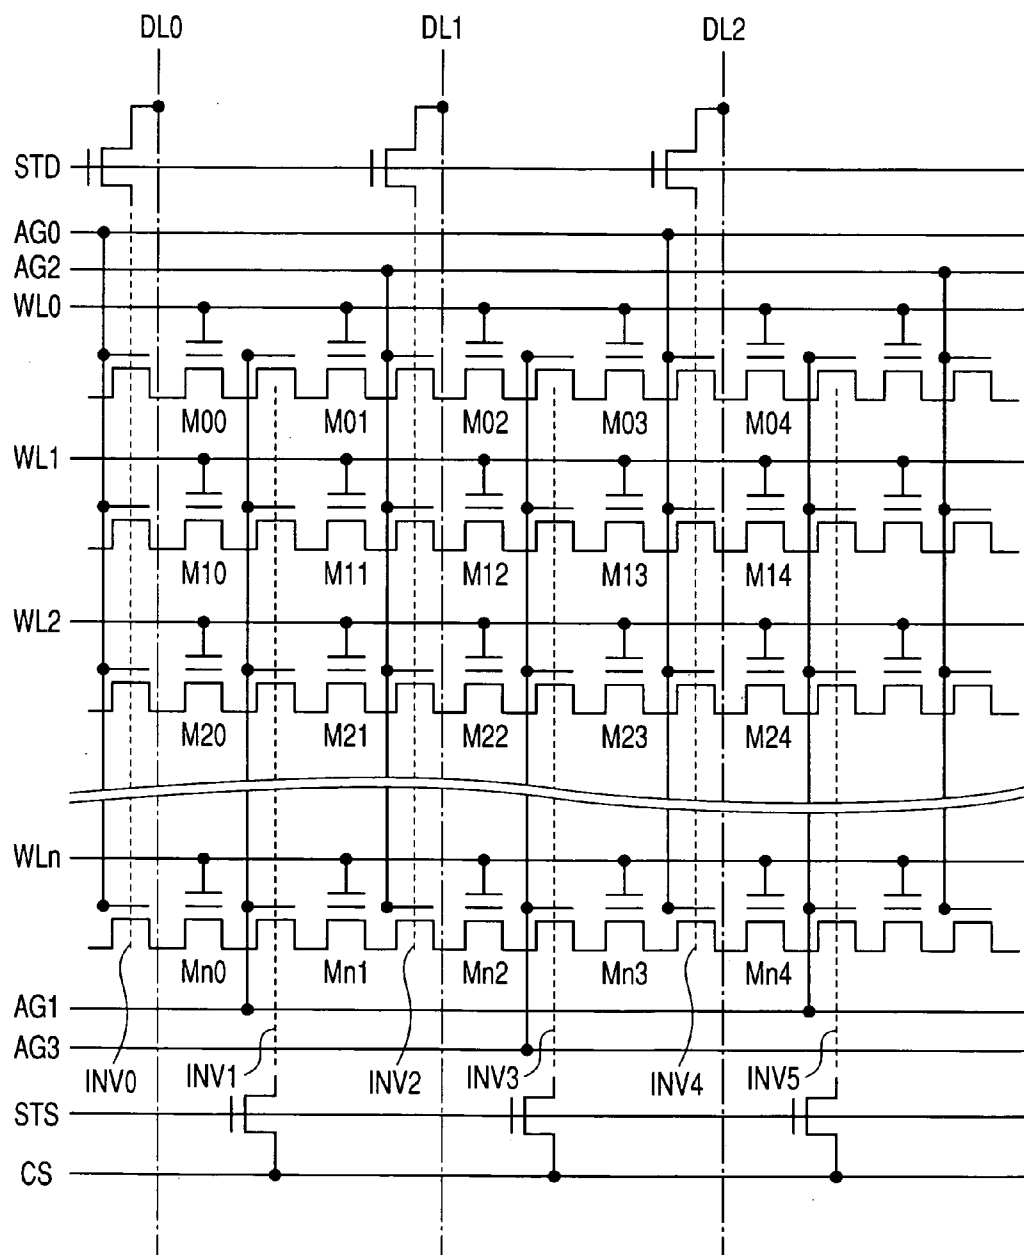 DL0 DL1 DL2
STD
AG0
AG2
WL0
M00 M01 M02 M03 M04
WL1
M10 M11 M12 M13 M14
WL2
M20 M21 M22 M23 M24
WLn
Mn0 Mn1 Mn2 Mn3 Mn4
AG1
AG3
INV0 INV1 INV2 INV3 INV4 INV5
STS
CS